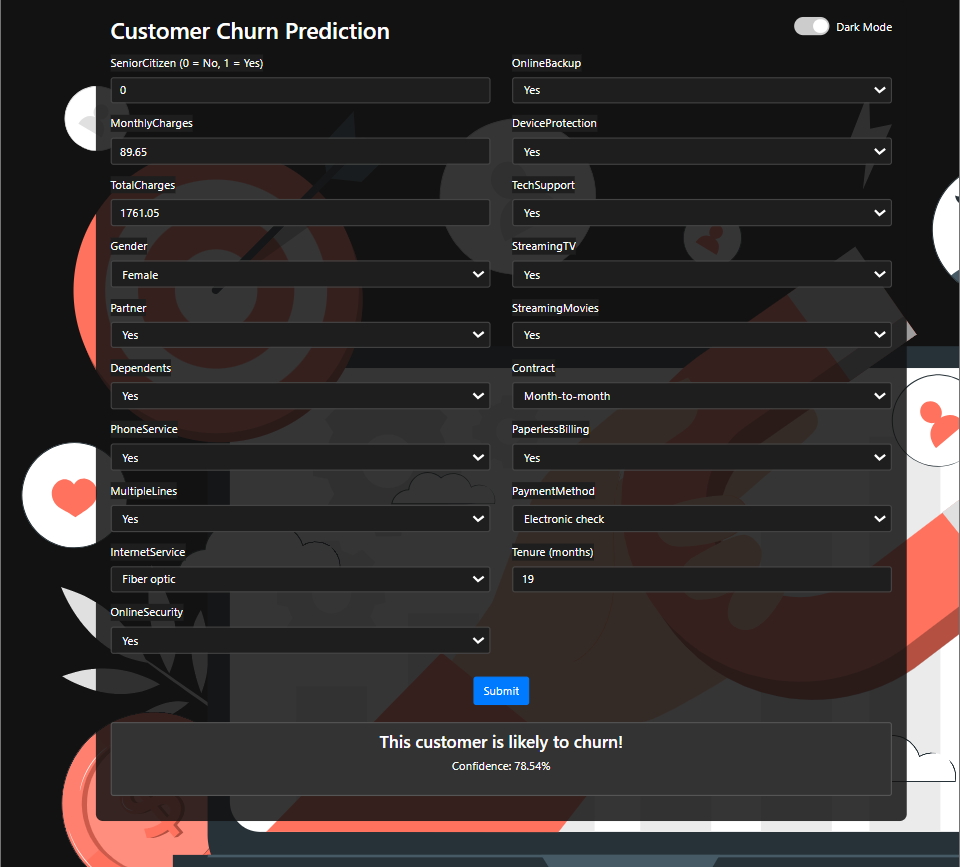 Customer Churn Prediction
Dark Mode
SeniorCitizen (0 = No, 1 = Yes)
0
MonthlyCharges
89.65
TotalCharges
1761.05
Gender
Female
Partner
Yes
Dependents
Yes
PhoneService
Yes
MultipleLines
Yes
InternetService
Fiber optic
OnlineSecurity
Yes
OnlineBackup
Yes
DeviceProtection
Yes
TechSupport
Yes
StreamingTV
Yes
StreamingMovies
Yes
Contract
Month-to-month
PaperlessBilling
Yes
PaymentMethod
Electronic check
Tenure (months)
19
Submit
This customer is likely to churn!
Confidence: 78.54%